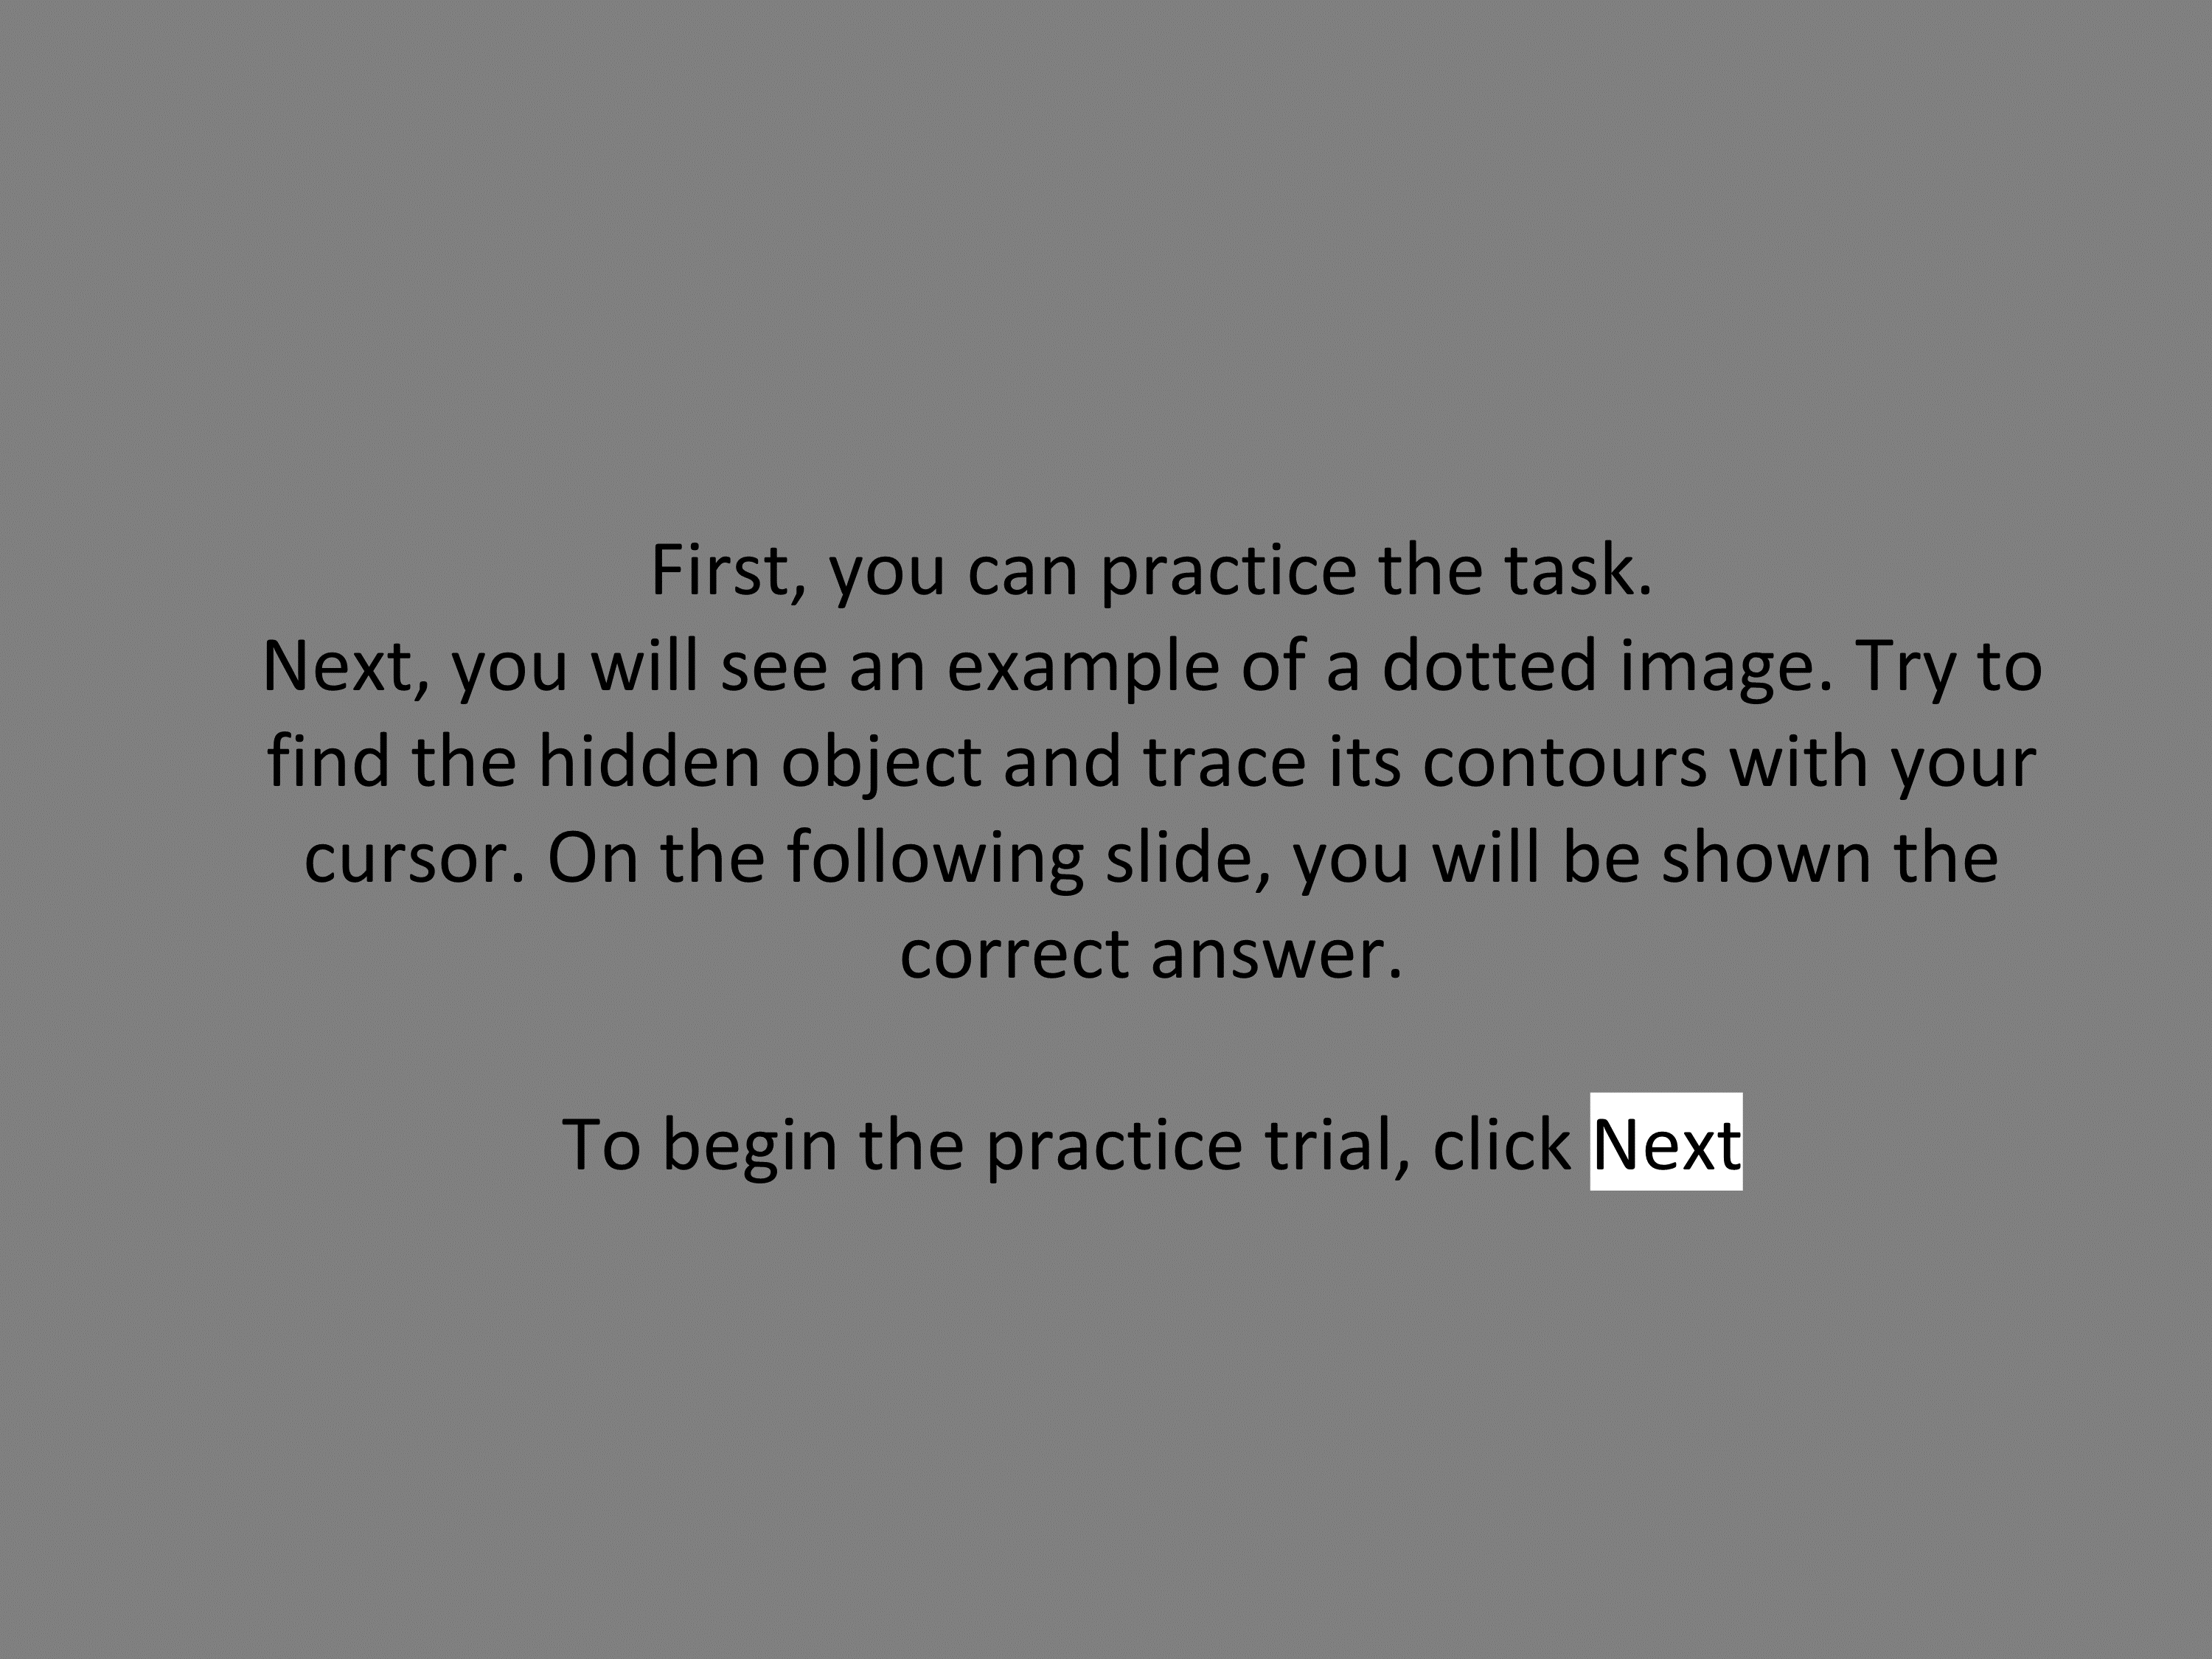 First, you can practice the task.
Next, you will see an example of a dotted image. Try to
find the hidden object and trace its contours with your
cursor. On the following slide, you will be shown the
correct answer.
To begin the practice trial, click Next